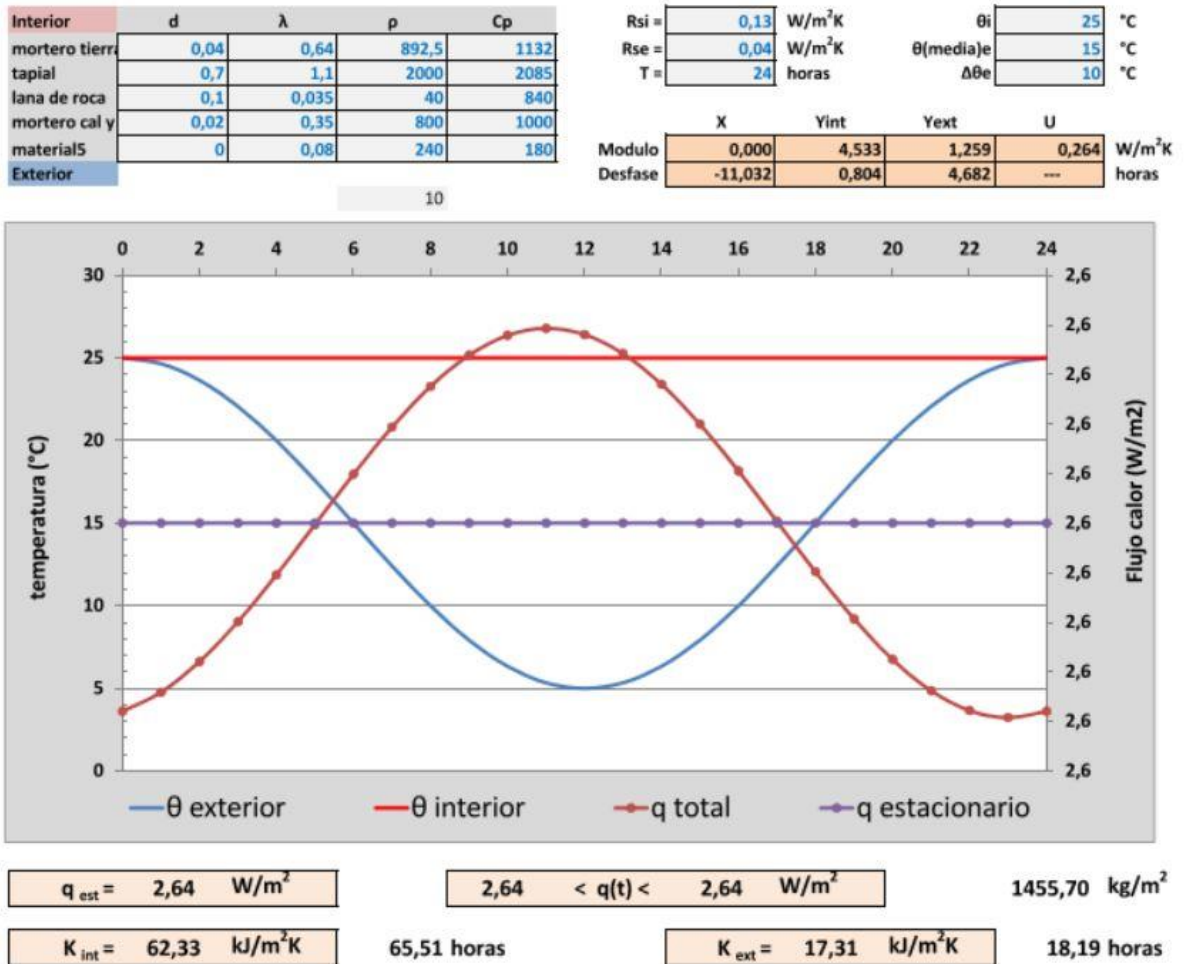 Interior d λ ρ Cp
mortero tierra 0,04 0,64 892,5 1132
tapial 0,7 1,1 2000 2085
lana de roca 0,1 0,035 40 840
mortero cal y 0,02 0,35 800 1000
material5 0 0,08 240 180
Exterior
10
Rsi = 0,13 W/m²K
Rse = 0,04 W/m²K
T = 24 horas
θi 25 °C
θ(media)e 15 °C
Δθe 10 °C
X Yint Yext U
Modulo 0,000 4,533 1,259 0,264 W/m²K
Desfase -11,032 0,804 4,682 --- horas
0 2 4 6 8 10 12 14 16 18 20 22 24
30
25
20
15
10
5
0
temperatura (°C)
2,6
2,6
2,6
2,6
2,6
2,6
2,6
2,6
2,6
2,6
2,6
Flujo calor (W/m2)
θ exterior θ interior q total q estacionario
q est = 2,64 W/m²
2,64 < q(t) < 2,64 W/m²
1455,70 kg/m²
K int = 62,33 kJ/m²K
65,51 horas
K ext = 17,31 kJ/m²K
18,19 horas